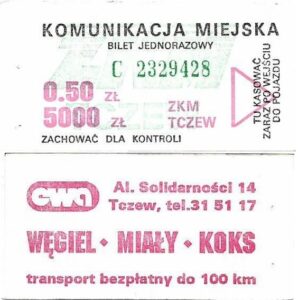 KOMUNIKACJA MIEJSKA
BILET JEDNORAZOWY
C 2329428
0.50 ZŁ
5000 ZŁ
ZKM
TCZEW
ZACHOWAĆ DLA KONTROLI
TU KASOWAĆ
ZARAZ PO WEJŚCIU
DO POJAZDU
ewa
Al. Solidarności 14
Tczew, tel. 31 51 17
WĘGIEL • MIAŁY • KOKS
transport bezpłatny do 100 km